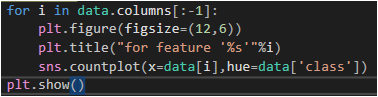 for i in data.columns[:-1]:
    plt.figure(figsize=(12,6))
    plt.title("for feature '%s'"%i)
    sns.countplot(x=data[i],hue=data['class'])
plt.show()